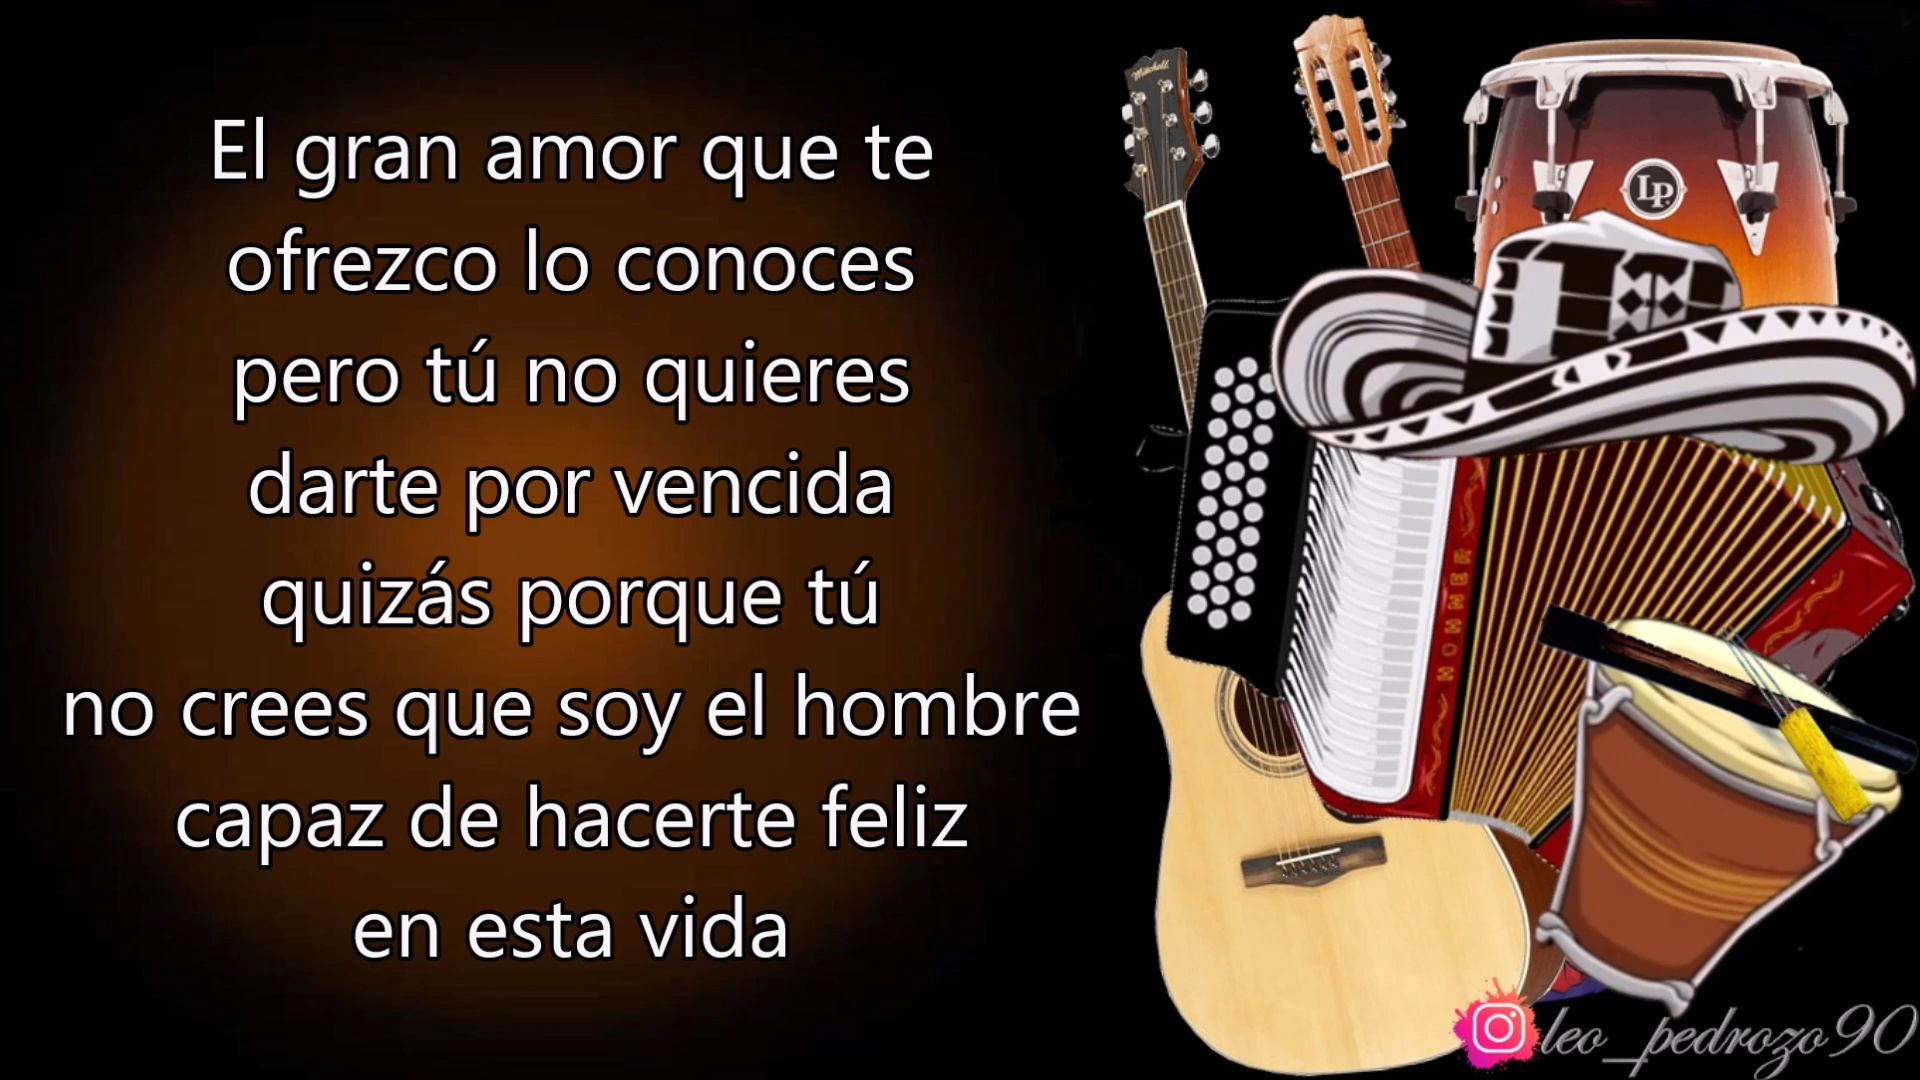 El gran amor que te
ofrezco lo conoces
pero tú no quieres
darte por vencida
quizás porque tú
no crees que soy el hombre
capaz de hacerte feliz
en esta vida
Mitchell
LP
HOHNER
leo_pedrozo90